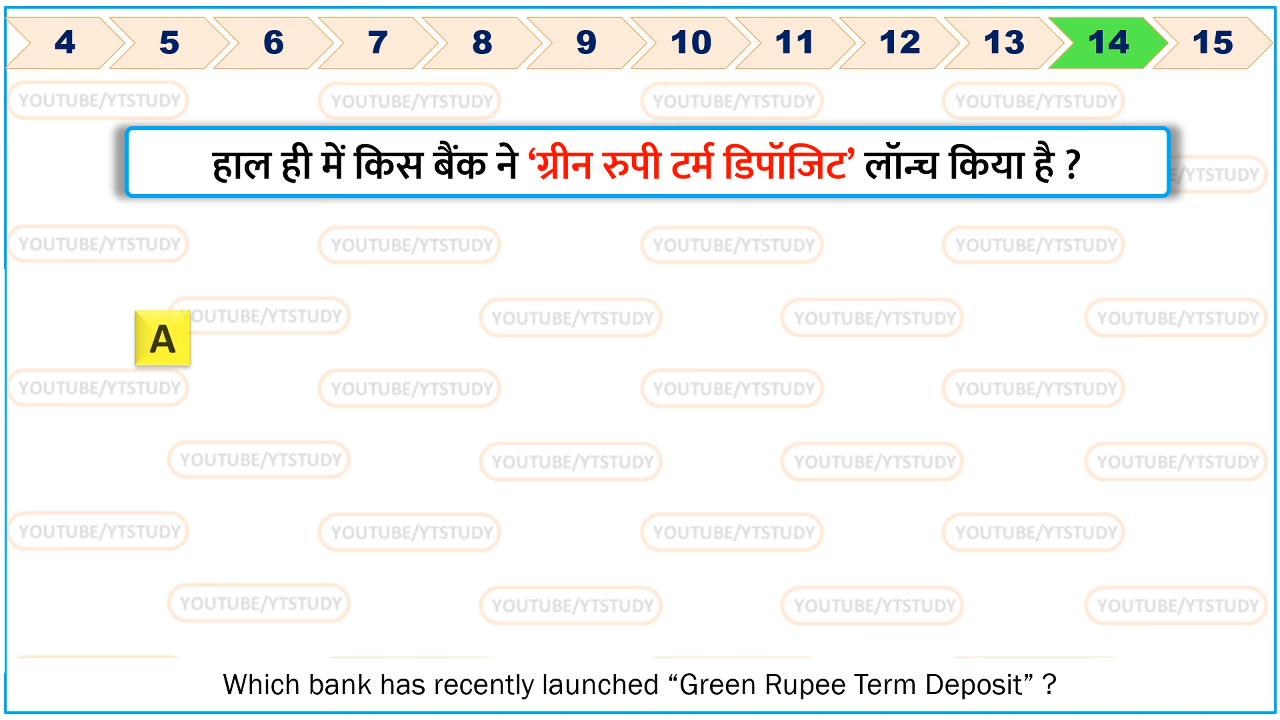 4 5 6 7 8 9 10 11 12 13 14 15
YOUTUBE/YTSTUDY YOUTUBE/YTSTUDY YOUTUBE/YTSTUDY YOUTUBE/YTSTUDY
हाल ही में किस बैंक ने ‘ग्रीन रुपी टर्म डिपॉजिट’ लॉन्च किया है ?
/YTSTUDY
YOUTUBE/YTSTUDY YOUTUBE/YTSTUDY YOUTUBE/YTSTUDY YOUTUBE/YTSTUDY
OUTUBE/YTSTUDY YOUTUBE/YTSTUDY YOUTUBE/YTSTUDY YOUTUBE/YTSTUDY
A
YOUTUBE/YTSTUDY YOUTUBE/YTSTUDY YOUTUBE/YTSTUDY YOUTUBE/YTSTUDY
YOUTUBE/YTSTUDY YOUTUBE/YTSTUDY YOUTUBE/YTSTUDY YOUTUBE/YTSTUDY
YOUTUBE/YTSTUDY YOUTUBE/YTSTUDY YOUTUBE/YTSTUDY YOUTUBE/YTSTUDY
YOUTUBE/YTSTUDY YOUTUBE/YTSTUDY YOUTUBE/YTSTUDY YOUTUBE/YTSTUDY
Which bank has recently launched “Green Rupee Term Deposit” ?